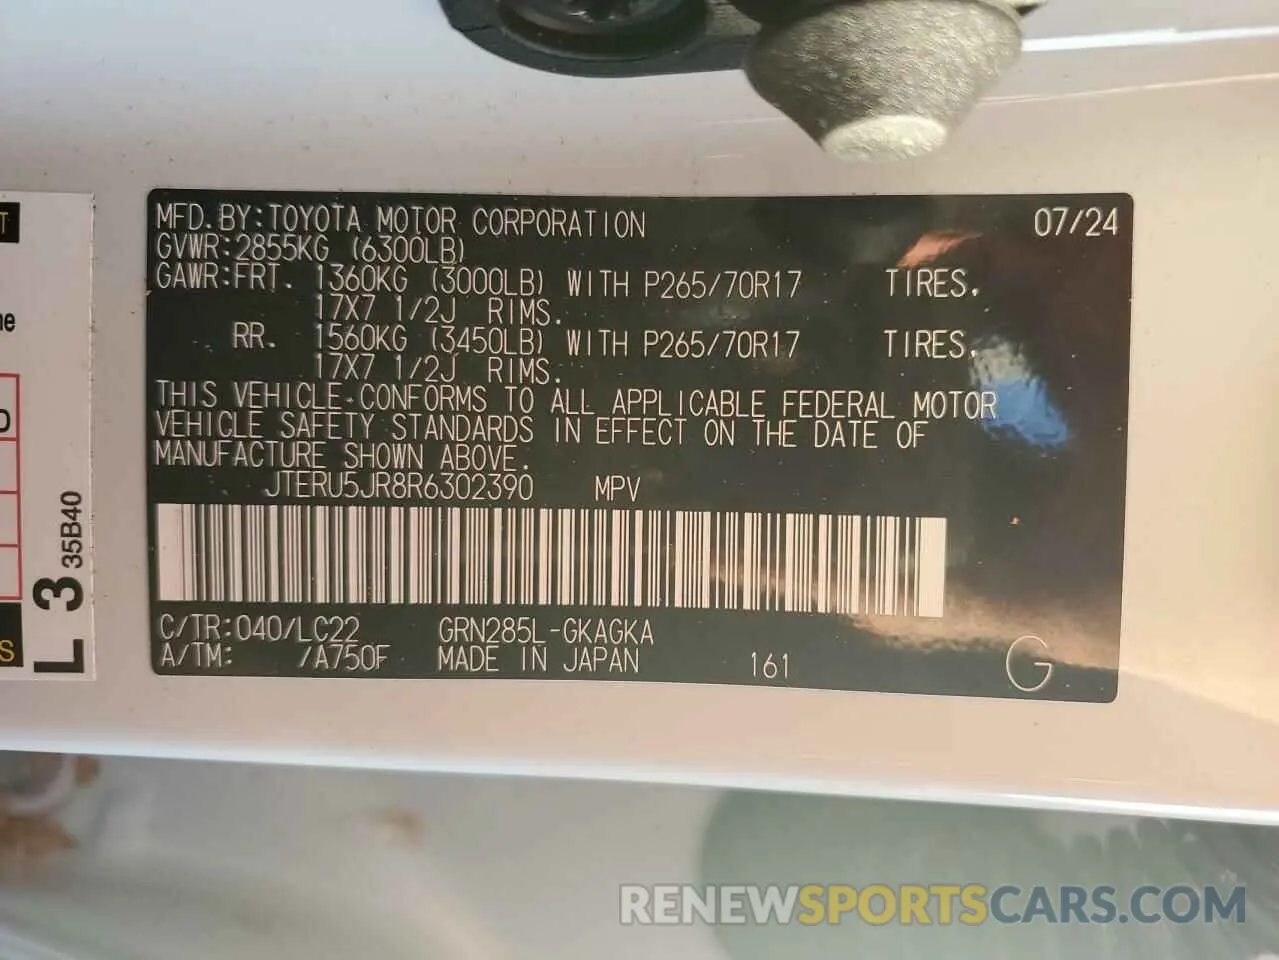 MFD. BY:TOYOTA MOTOR CORPORATION 07/24
GVWR:2855KG (6300LB)
GAWR:FRT. 1360KG (3000LB) WITH P265/70R17 TIRES.
17X7 1/2J RIMS.
RR. 1560KG (3450LB) WITH P265/70R17 TIRES.
17X7 1/2J RIMS.
THIS VEHICLE CONFORMS TO ALL APPLICABLE FEDERAL MOTOR
VEHICLE SAFETY STANDARDS IN EFFECT ON THE DATE OF
MANUFACTURE SHOWN ABOVE.
JTERU5JR8R6302390 MPV
C/TR:040/LC22 GRN285L-GKAGKA
A/TM: /A750F MADE IN JAPAN 161 G
L 3 35B40
RENEWSPORTSCARS.COM